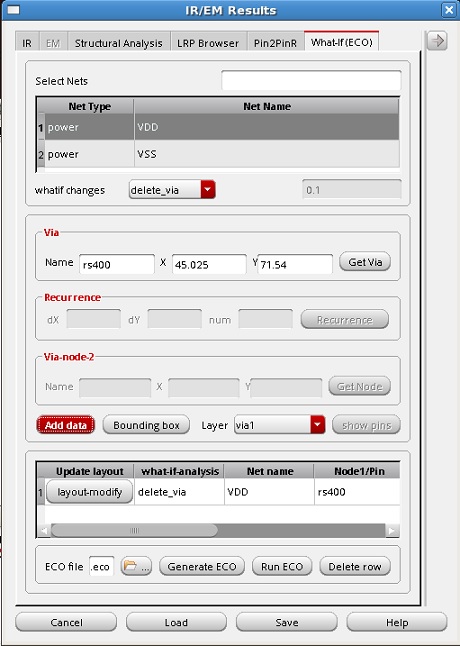 IR/EM Results
IR EM Structural Analysis LRP Browser Pin2PinR What-If(ECO)
Select Nets
Net Type Net Name
1 power VDD
2 power VSS
whatif changes delete_via 0.1
Via
Name rs400 X 45.025 Y 71.54 Get Via
Recurrence
dX dY num Recurrence
Via-node-2
Name X Y Get Node
Add data Bounding box Layer via1 show pins
Update layout what-if-analysis Net name Node1/Pin
1 layout-modify delete_via VDD rs400
ECO file .eco ... Generate ECO Run ECO Delete row
Cancel Load Save Help